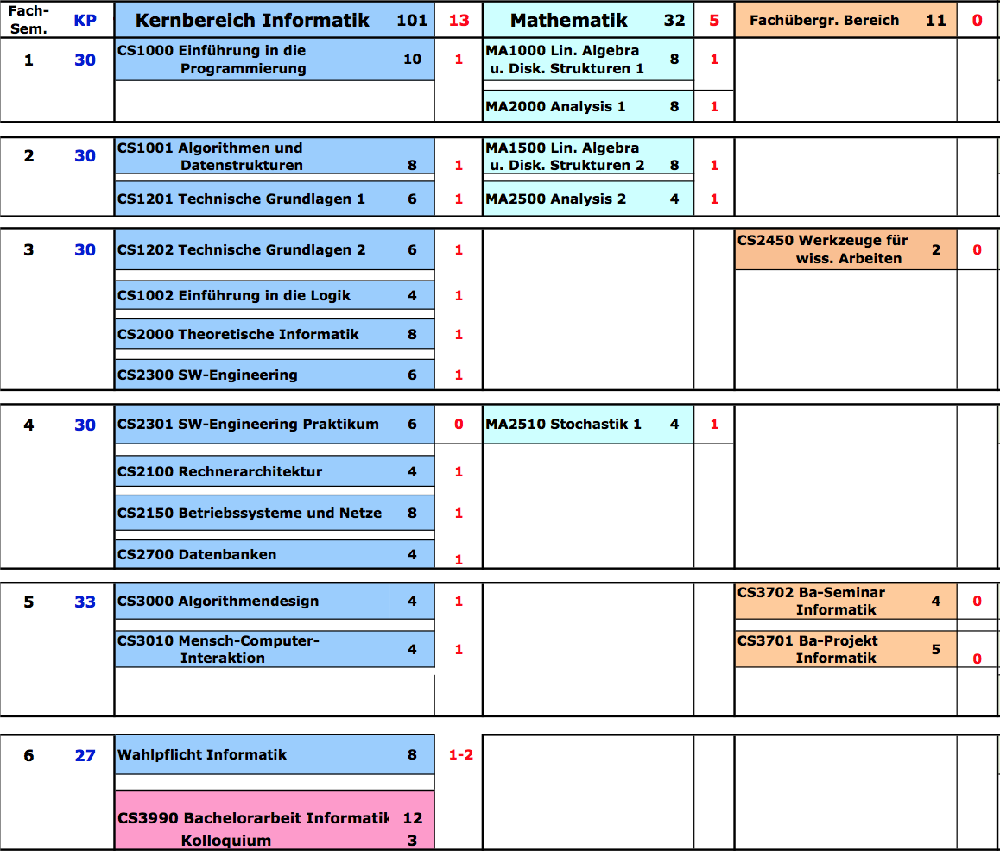 Fach-
Sem. KP Kernbereich Informatik 101 13 Mathematik 32 5 Fachübergr. Bereich 11 0
1 30 CS1000 Einführung in die 10 1 MA1000 Lin. Algebra 8 1
Programmierung u. Disk. Strukturen 1
MA2000 Analysis 1 8 1
2 30 CS1001 Algorithmen und MA1500 Lin. Algebra
Datenstrukturen 8 1 u. Disk. Strukturen 2 8 1
CS1201 Technische Grundlagen 1 6 1 MA2500 Analysis 2 4 1
3 30 CS1202 Technische Grundlagen 2 6 1 CS2450 Werkzeuge für 2 0
wiss. Arbeiten
CS1002 Einführung in die Logik 4 1
CS2000 Theoretische Informatik 8 1
CS2300 SW-Engineering 6 1
4 30 CS2301 SW-Engineering Praktikum 6 0 MA2510 Stochastik 1 4 1
CS2100 Rechnerarchitektur 4 1
CS2150 Betriebssysteme und Netze 8 1
CS2700 Datenbanken 4 1
5 33 CS3000 Algorithmendesign 4 1 CS3702 Ba-Seminar 4 0
Informatik
CS3010 Mensch-Computer- 4 1 CS3701 Ba-Projekt 5
Interaktion Informatik 0
6 27 Wahlpflicht Informatik 8 1-2
CS3990 Bachelorarbeit Informatik 12
Kolloquium 3